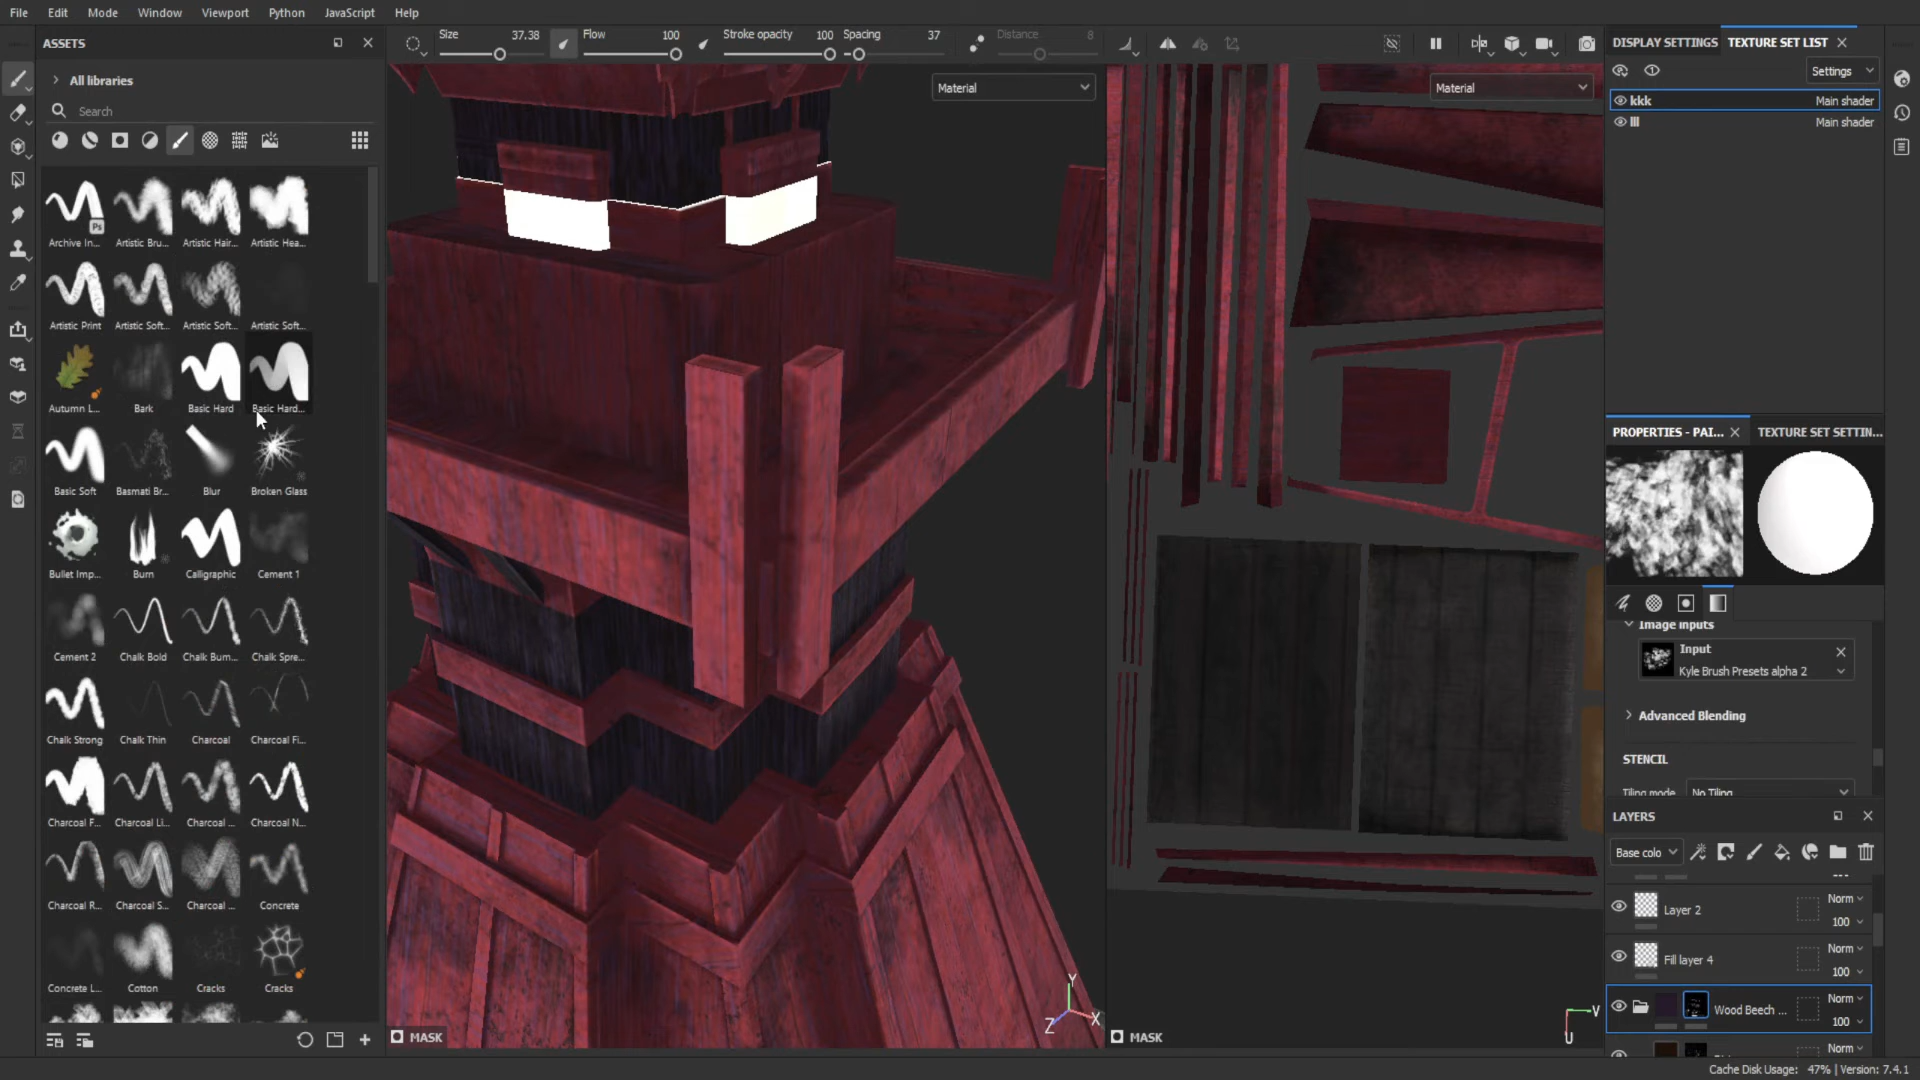 File Edit Mode Window Viewport Python JavaScript Help
ASSETS
All libraries
Search
Archive In...
Artistic Bru...
Artistic Hair...
Artistic Hea...
Artistic Print
Artistic Soft...
Artistic Soft...
Artistic Soft...
Autumn L...
Bark
Basic Hard
Basic Hard...
Basic Soft
Basmati Br...
Blur
Broken Glass
Bullet Imp...
Burn
Calligraphic
Cement 1
Cement 2
Chalk Bold
Chalk Bum...
Chalk Spre...
Chalk Strong
Chalk Thin
Charcoal
Charcoal Fi...
Charcoal F...
Charcoal Li...
Charcoal ...
Charcoal N...
Charcoal R...
Charcoal S...
Charcoal ...
Concrete
Concrete L...
Cotton
Cracks
Cracks
Ps
Size 37.38
Flow 100
Stroke opacity 100
Spacing 37
Distance 8
Material
Material
Y
X
Z
V
U
MASK
MASK
DISPLAY SETTINGS
TEXTURE SET LIST
Settings
kkk Main shader
lll Main shader
PROPERTIES - PAI...
TEXTURE SET SETTIN...
Image inputs
Input
Kyle Brush Presets alpha 2
Advanced Blending
STENCIL
Tiling mode No Tiling
LAYERS
Base colo
Layer 2 Norm 100
Fill layer 4 Norm 100
Wood Beech ... Norm 100
Norm
Cache Disk Usage: 47% | Version: 7.4.1